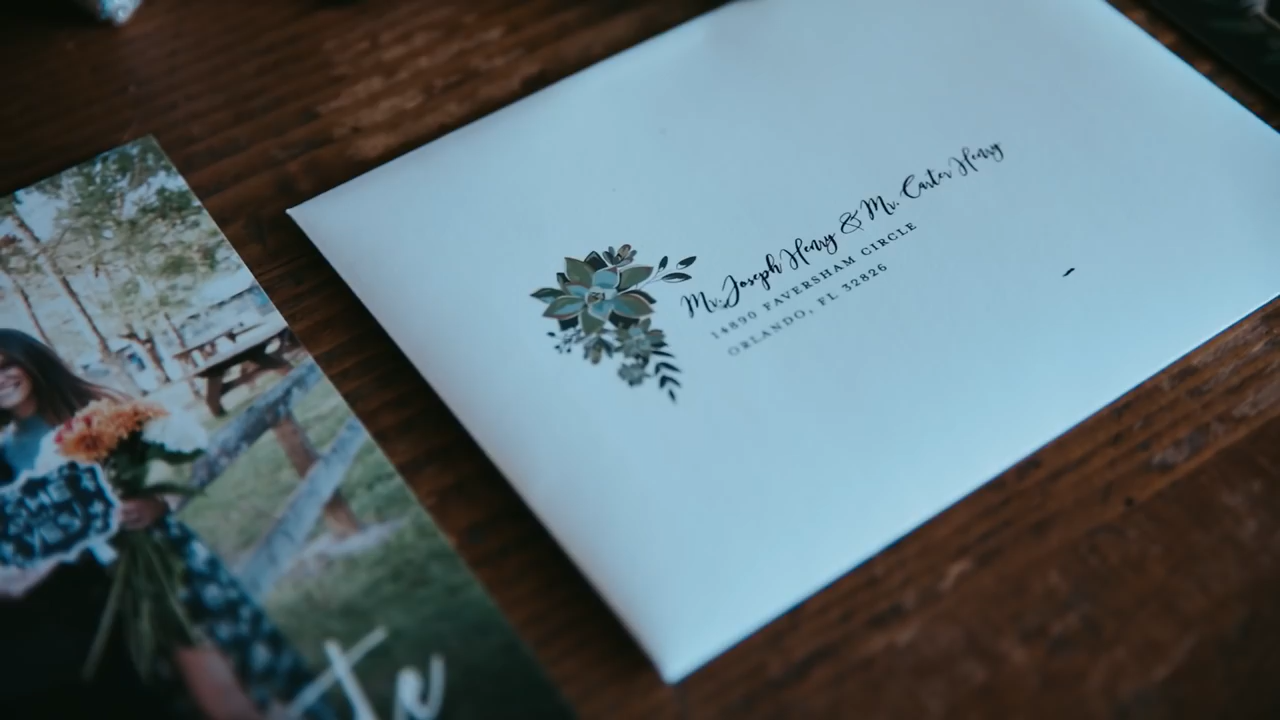 Mr. Joseph Henry & Mr. Carter Henry
14890 FAVERSHAM CIRCLE
ORLANDO, FL 32826